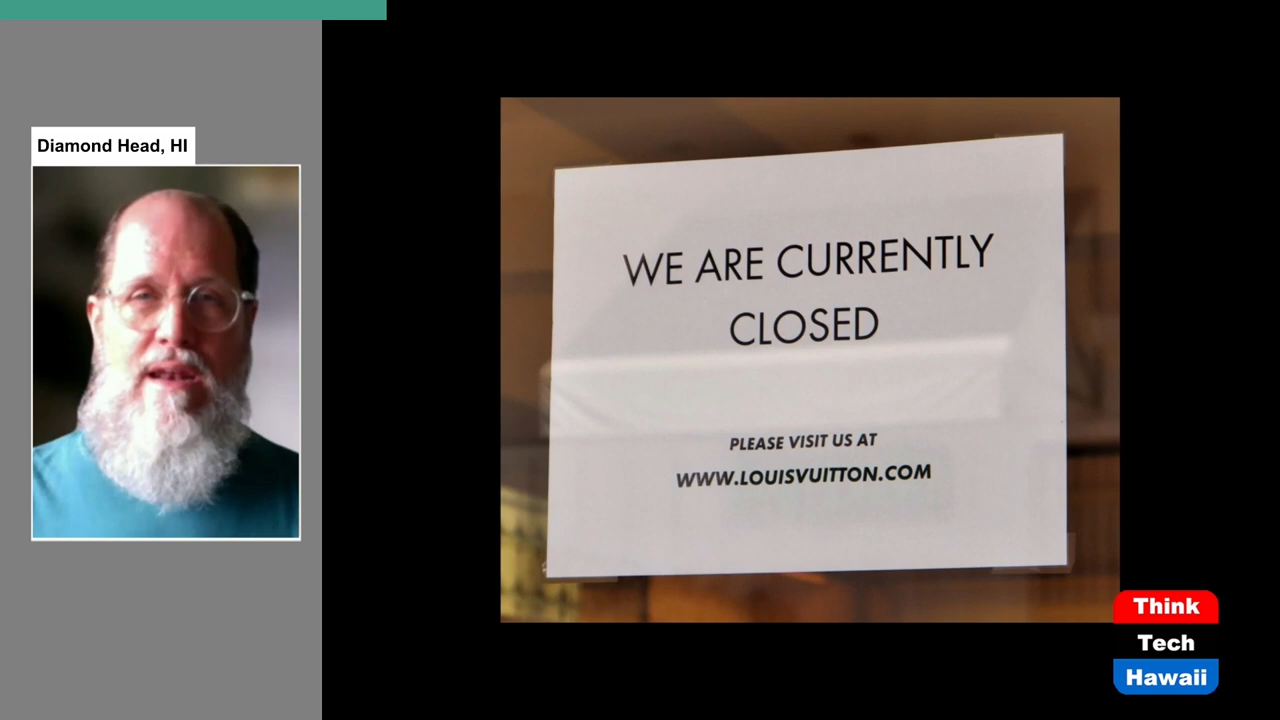 Diamond Head, HI
WE ARE CURRENTLY
CLOSED
PLEASE VISIT US AT
WWW.LOUISVUITTON.COM
Think
Tech
Hawaii